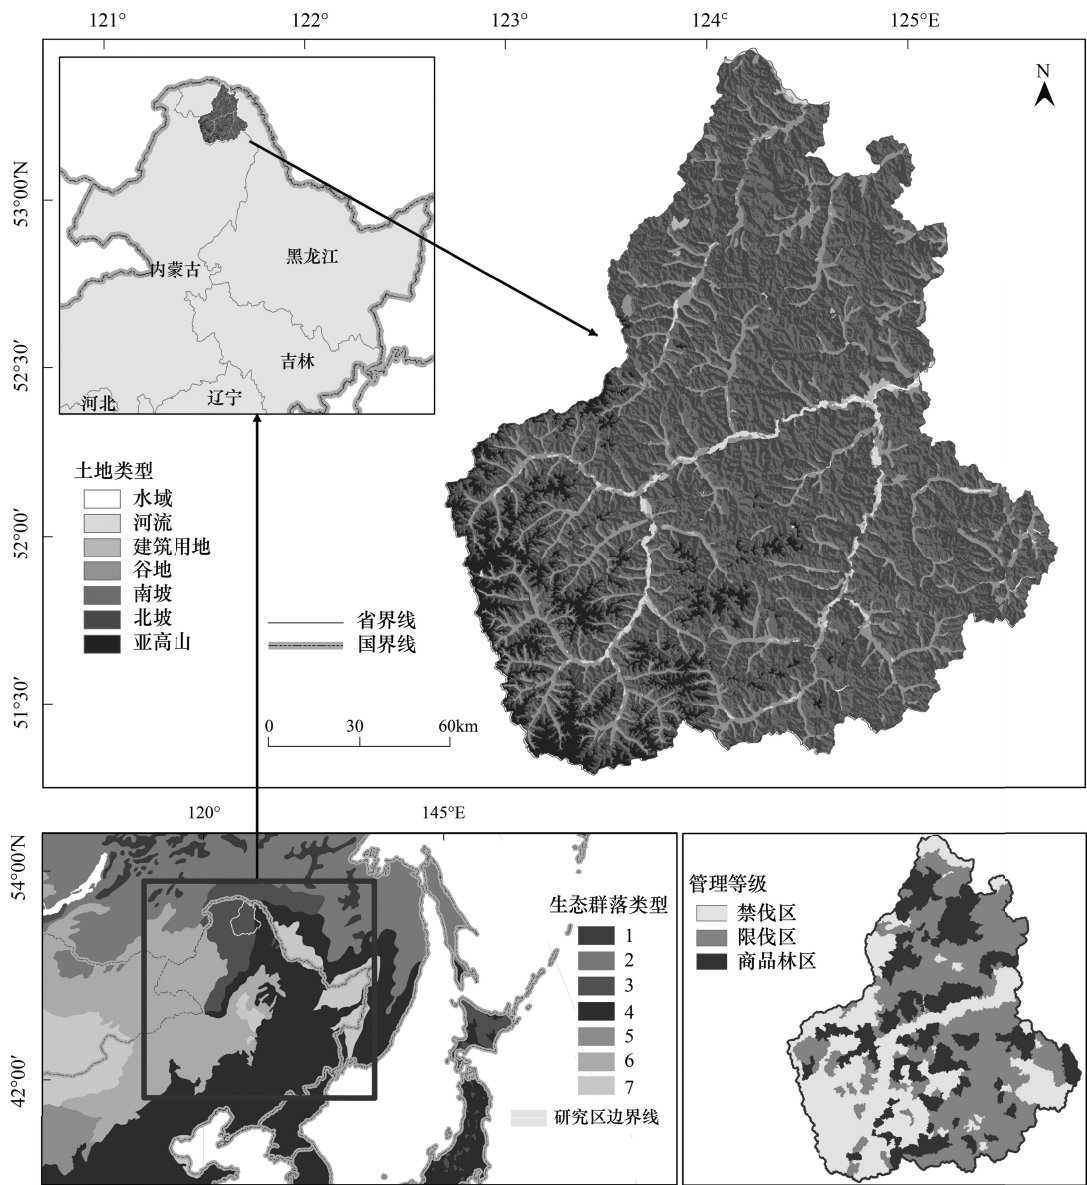 121°
122°
123°
124°
125°E
N
53°00′N
52°30′
52°00′
51°30′
内蒙古
黑龙江
吉林
辽宁
河北
土地类型
水域
河流
建筑用地
谷地
南坡
北坡
亚高山
省界线
国界线
0 30 60km
120°
145°E
54°00′N
42°00′
生态群落类型
1
2
3
4
5
6
7
研究区边界线
管理等级
禁伐区
限伐区
商品林区